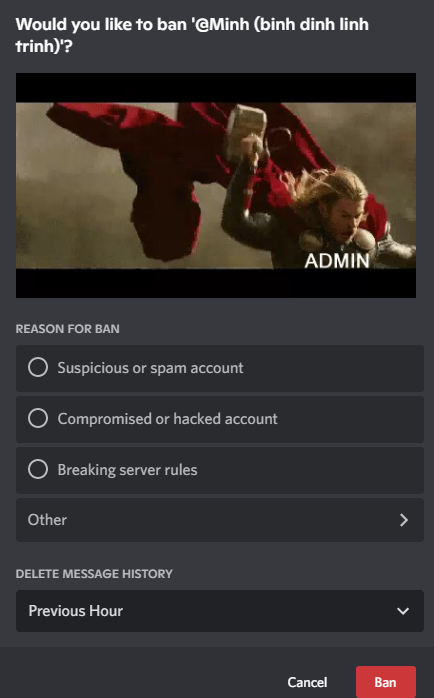 Would you like to ban '@Minh (binh dinh linh
trinh)'?
ADMIN
REASON FOR BAN
Suspicious or spam account
Compromised or hacked account
Breaking server rules
Other
DELETE MESSAGE HISTORY
Previous Hour
Cancel
Ban